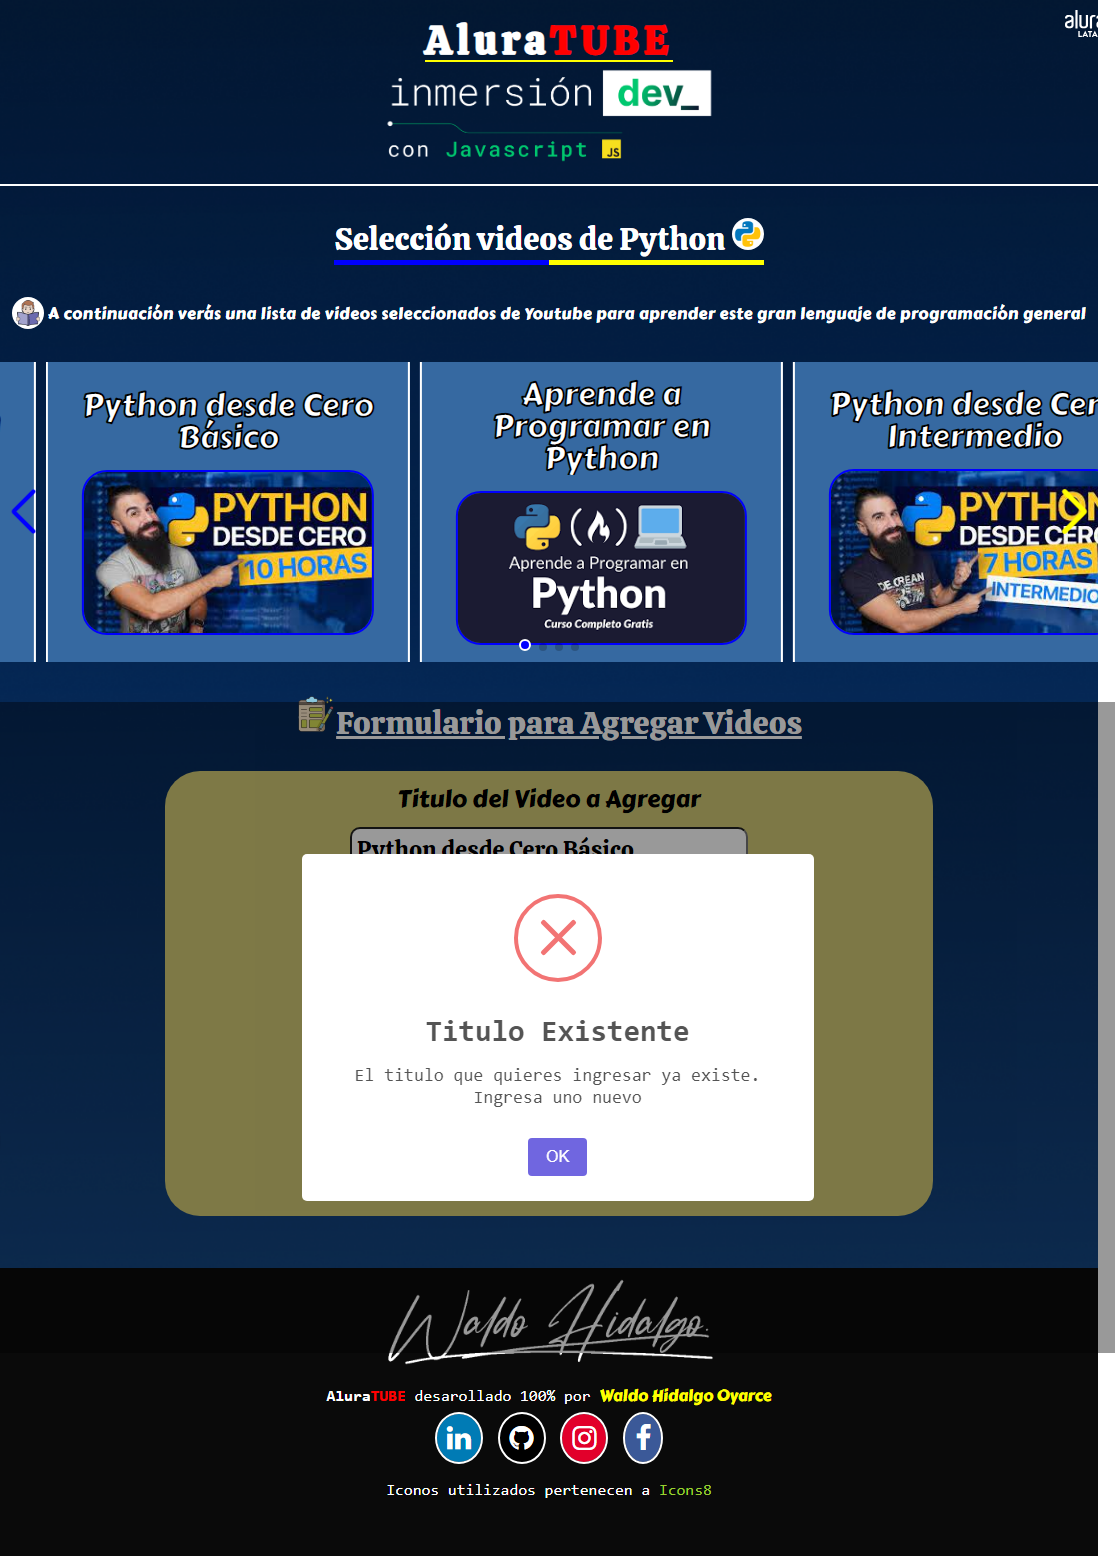 AluraTUBE
alura
LATA
inmersión dev_
con Javascript JS
Selección videos de Python
A continuación verás una lista de videos seleccionados de Youtube para aprender este gran lenguaje de programación general
Python desde Cero
Básico
PYTHON
DESDE CERO
10 HORAS
Aprende a
Programar en
Python
Aprende a Programar en
Python
Curso Completo Gratis
Python desde Cer
Intermedio
PYTHON
DESDE CERO
7 HORAS
INTERMEDIO
Formulario para Agregar Videos
Titulo del Video a Agregar
Python desde Cero Básico
Titulo Existente
El titulo que quieres ingresar ya existe.
Ingresa uno nuevo
OK
Waldo Hidalgo.
AluraTUBE desarollado 100% por Waldo Hidalgo Oyarce
in
f
Iconos utilizados pertenecen a Icons8